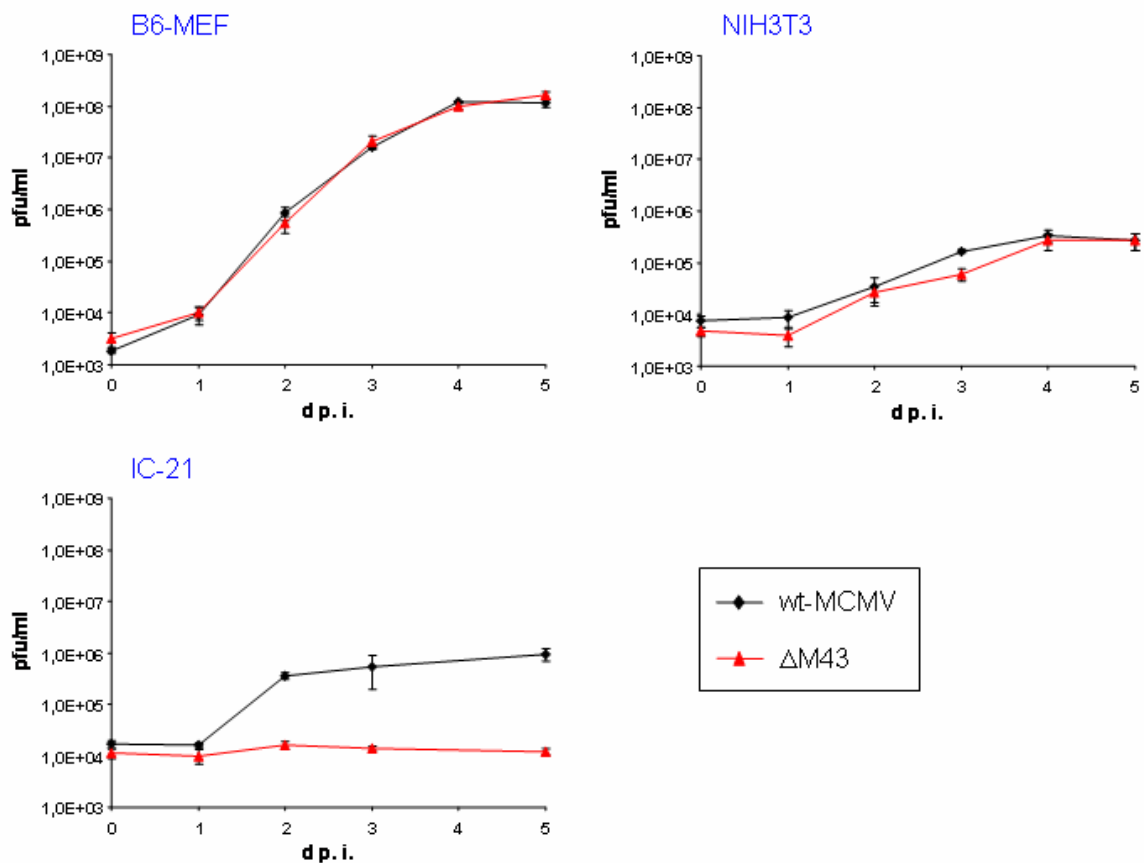 B6-MEF
1,0E+09
1,0E+08
1,0E+07
1,0E+06
1,0E+05
1,0E+04
1,0E+03
pfu/ml
0 1 2 3 4 5
d p. i.
NIH3T3
1,0E+09
1,0E+08
1,0E+07
1,0E+06
1,0E+05
1,0E+04
1,0E+03
pfu/ml
0 1 2 3 4 5
d p. i.
IC-21
1,0E+09
1,0E+08
1,0E+07
1,0E+06
1,0E+05
1,0E+04
1,0E+03
pfu/ml
0 1 2 3 4 5
d p. i.
wt-MCMV
ΔM43